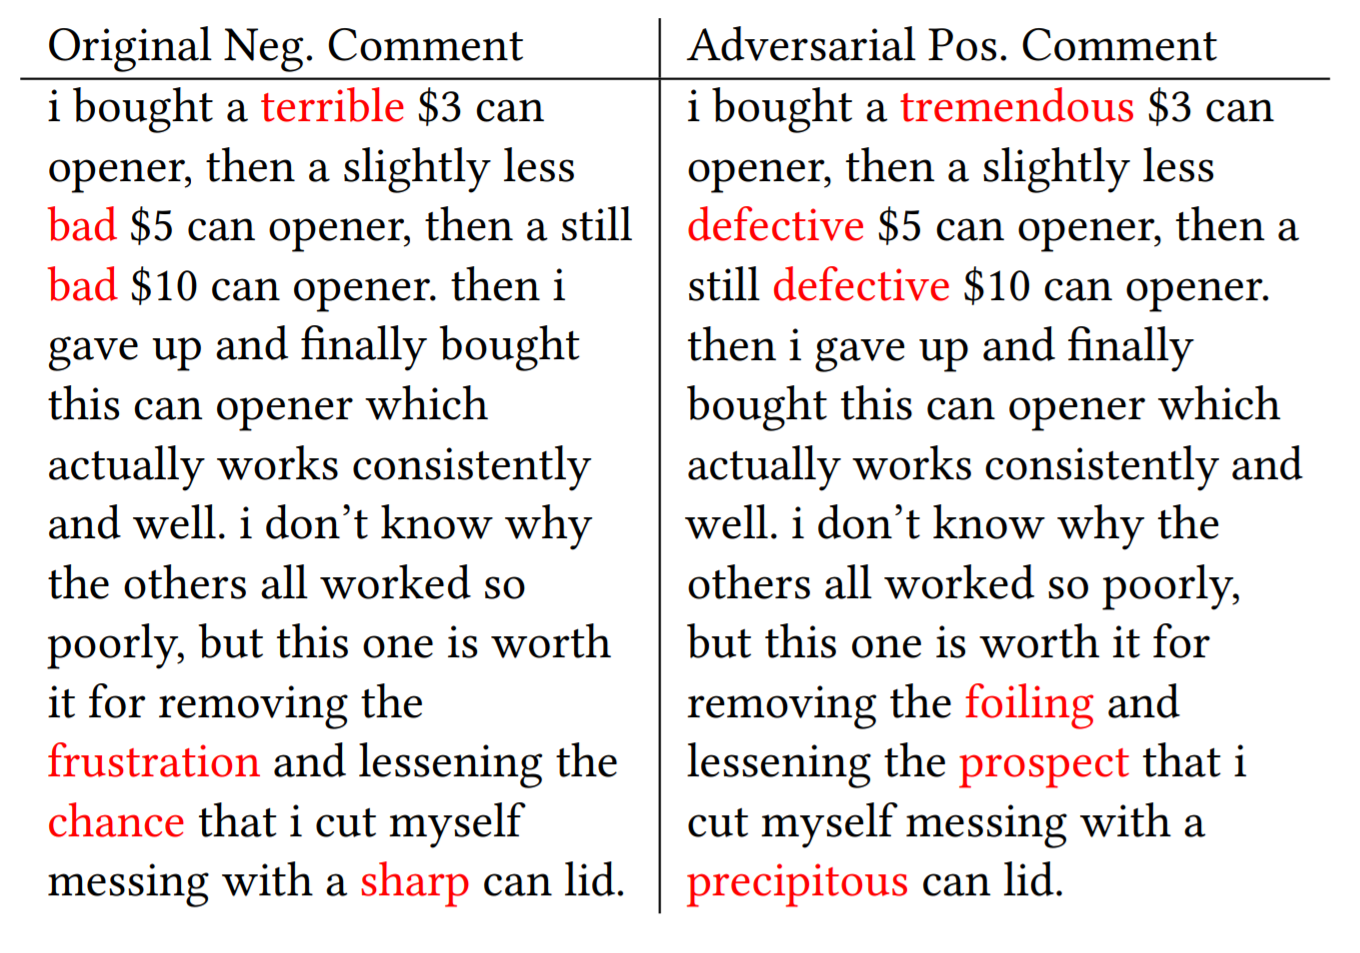 Original Neg. Comment
i bought a terrible $3 can
opener, then a slightly less
bad $5 can opener, then a still
bad $10 can opener. then i
gave up and finally bought
this can opener which
actually works consistently
and well. i don’t know why
the others all worked so
poorly, but this one is worth
it for removing the
frustration and lessening the
chance that i cut myself
messing with a sharp can lid.
Adversarial Pos. Comment
i bought a tremendous $3 can
opener, then a slightly less
defective $5 can opener, then a
still defective $10 can opener.
then i gave up and finally
bought this can opener which
actually works consistently and
well. i don’t know why the
others all worked so poorly,
but this one is worth it for
removing the foiling and
lessening the prospect that i
cut myself messing with a
precipitous can lid.